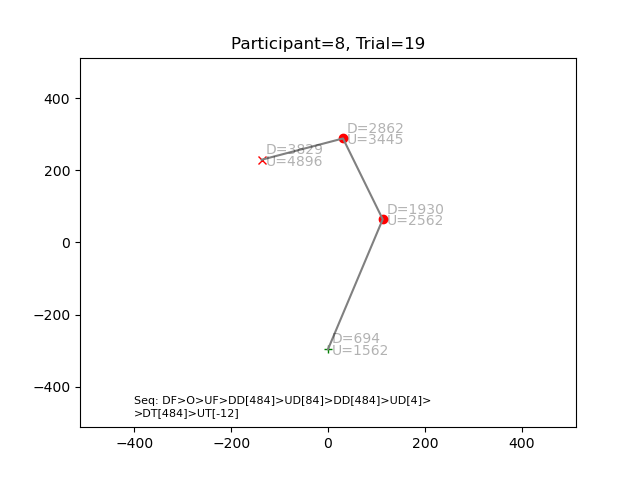 Participant=8, Trial=19
400
200
0
−200
−400
D=2862
U=3445
D=3829
U=4896
D=1930
U=2562
D=694
U=1562
Seq: DF>O>UF>DD[484]>UD[84]>DD[484]>UD[4]>
>DT[484]>UT[-12]
−400 −200 0 200 400